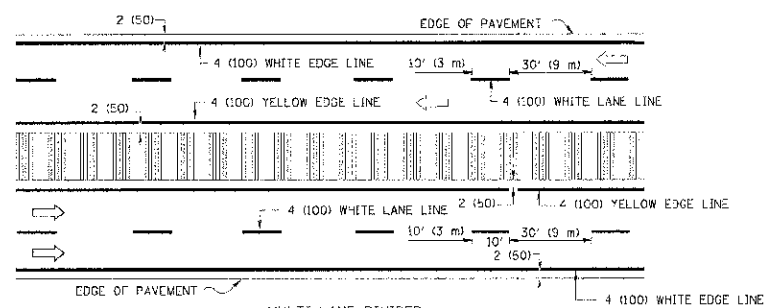 2 (50)
EDGE OF PAVEMENT
4 (100) WHITE EDGE LINE
10' (3 m) 30' (9 m)
2 (50)
4 (100) YELLOW EDGE LINE
4 (100) WHITE LANE LINE
4 (100) WHITE LANE LINE
2 (50)
4 (100) YELLOW EDGE LINE
10' (3 m) 30' (9 m)
10'
2 (50)
EDGE OF PAVEMENT
4 (100) WHITE EDGE LINE